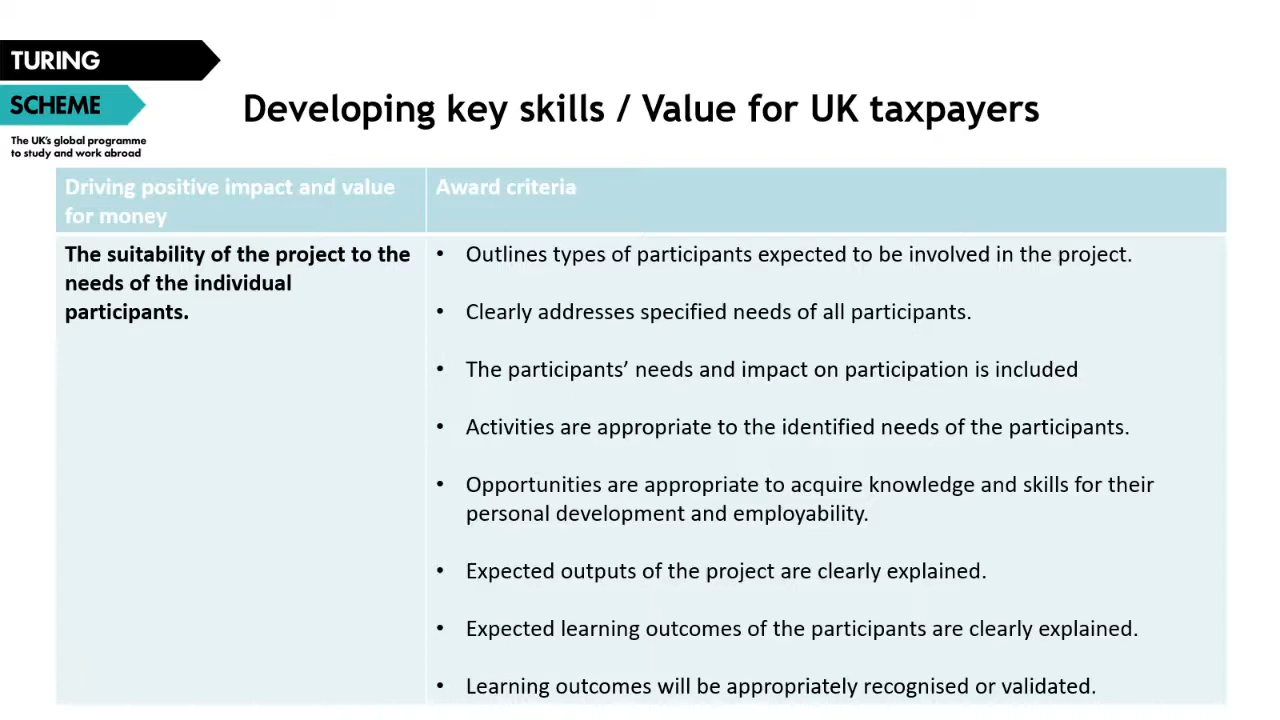 TURING
SCHEME
The UK's global programme
to study and work abroad
Developing key skills / Value for UK taxpayers
Driving positive impact and value
for money
Award criteria
The suitability of the project to the
needs of the individual
participants.
• Outlines types of participants expected to be involved in the project.
• Clearly addresses specified needs of all participants.
• The participants’ needs and impact on participation is included
• Activities are appropriate to the identified needs of the participants.
• Opportunities are appropriate to acquire knowledge and skills for their
personal development and employability.
• Expected outputs of the project are clearly explained.
• Expected learning outcomes of the participants are clearly explained.
• Learning outcomes will be appropriately recognised or validated.